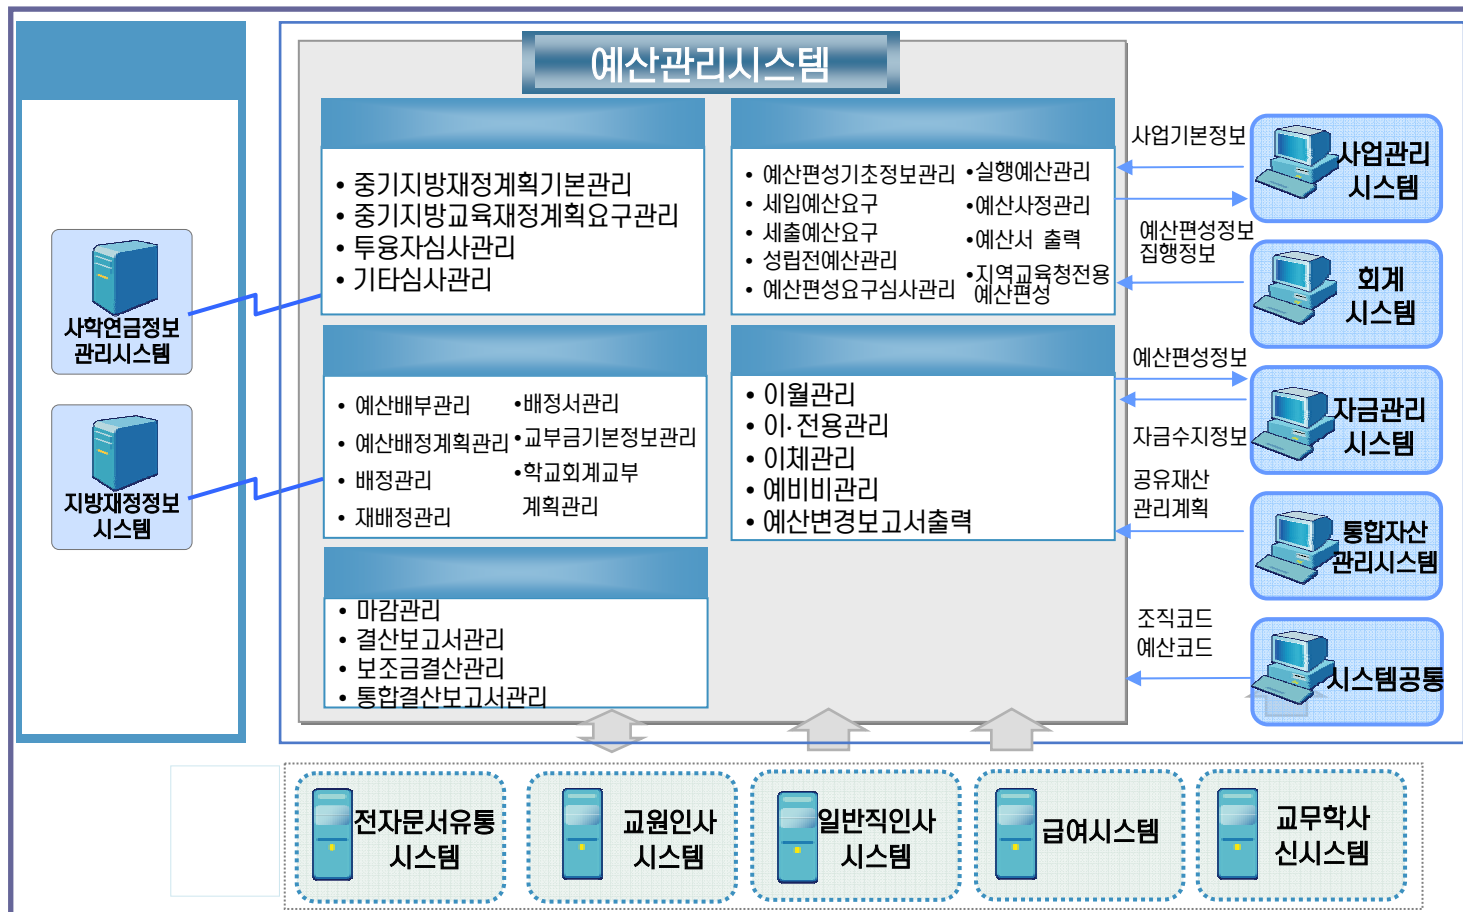 예산관리시스템
• 중기지방재정계획기본관리
• 중기지방교육재정계획요구관리
• 투융자심사관리
• 기타심사관리
• 예산편성기초정보관리
• 세입예산요구
• 세출예산요구
• 성립전예산관리
• 예산편성요구심사관리
•실행예산관리
•예산사정관리
•예산서 출력
•지역교육청전용
예산편성
• 예산배부관리
• 예산배정계획관리
• 배정관리
• 재배정관리
•배정서관리
•교부금기본정보관리
•학교회계교부
계획관리
• 이월관리
• 이·전용관리
• 이체관리
• 예비비관리
• 예산변경보고서출력
• 마감관리
• 결산보고서관리
• 보조금결산관리
• 통합결산보고서관리
사학연금정보
관리시스템
지방재정정보
시스템
사업기본정보
예산편성정보
집행정보
예산편성정보
자금수지정보
공유재산
관리계획
조직코드
예산코드
사업관리
시스템
회계
시스템
자금관리
시스템
통합자산
관리시스템
시스템공통
전자문서유통
시스템
교원인사
시스템
일반직인사
시스템
급여시스템
교무학사
신시스템